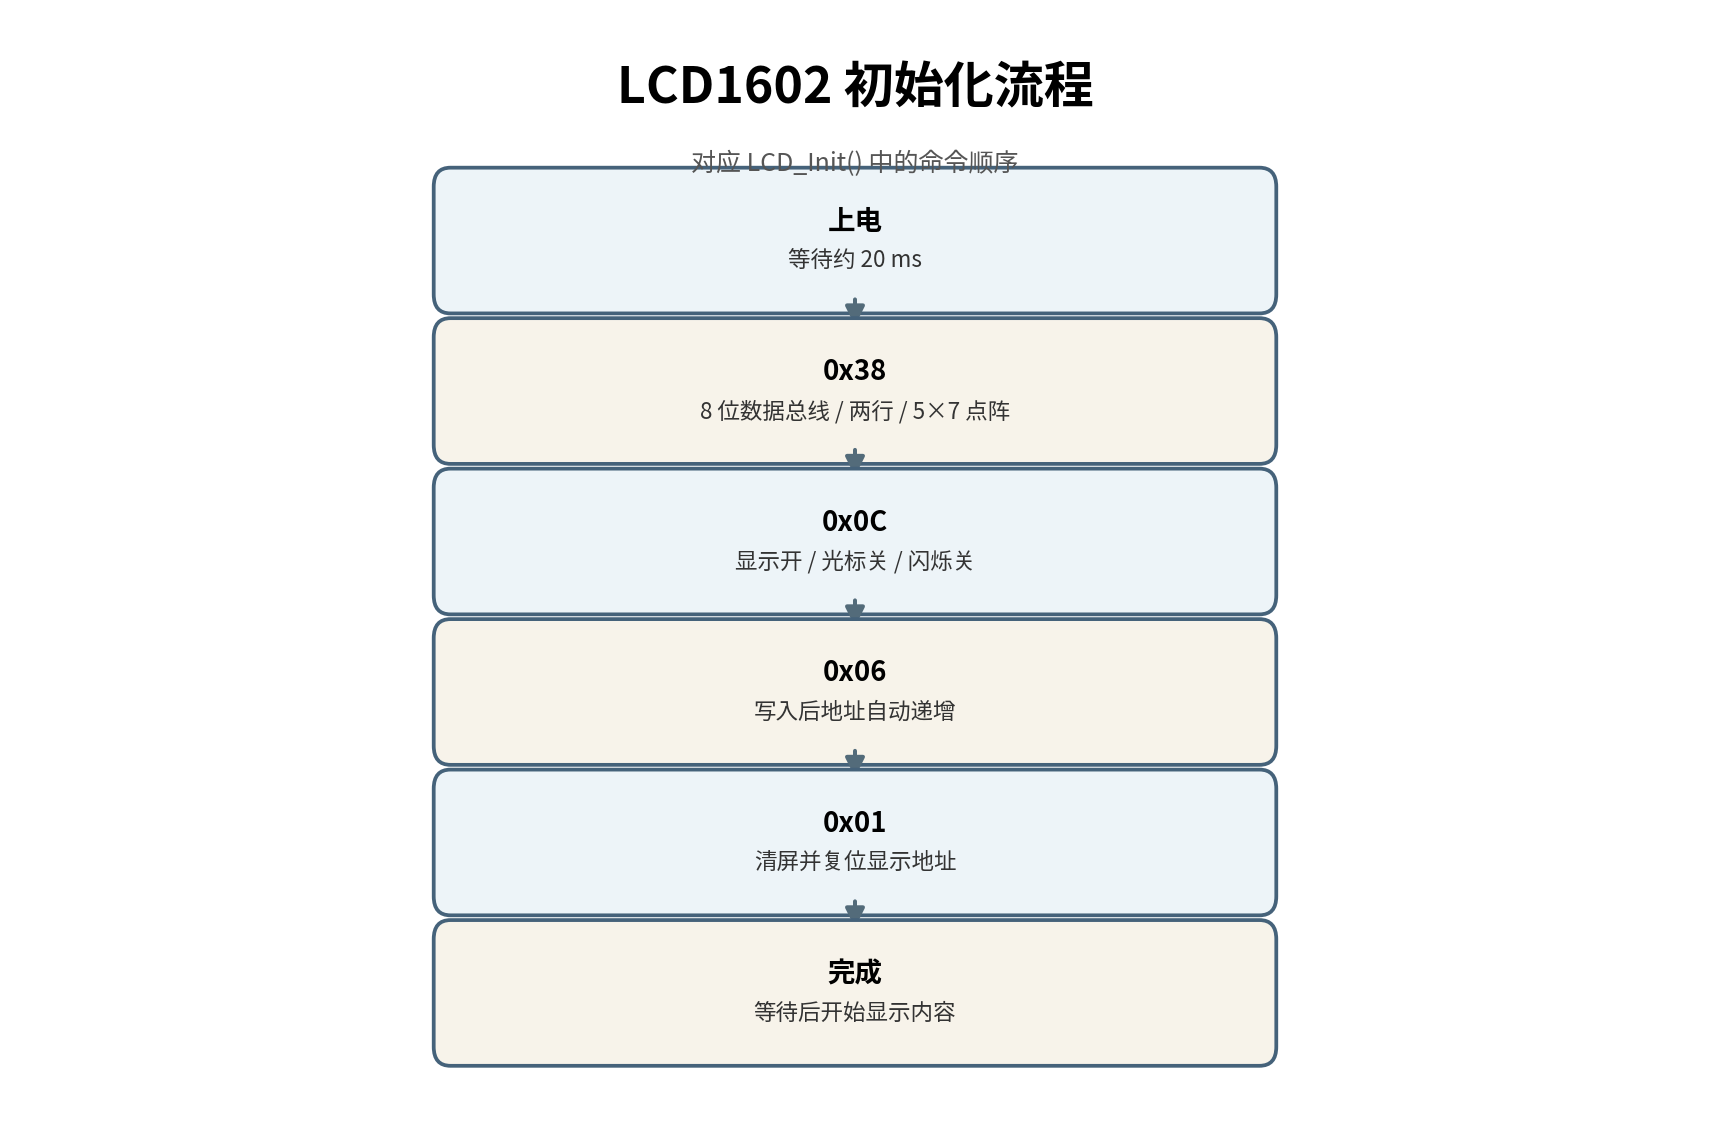 LCD1602 初始化流程
对应 LCD_Init() 中的命令顺序
上电
等待约 20 ms
0x38
8 位数据总线 / 两行 / 5×7 点阵
0x0C
显示开 / 光标关 / 闪烁关
0x06
写入后地址自动递增
0x01
清屏并复位显示地址
完成
等待后开始显示内容